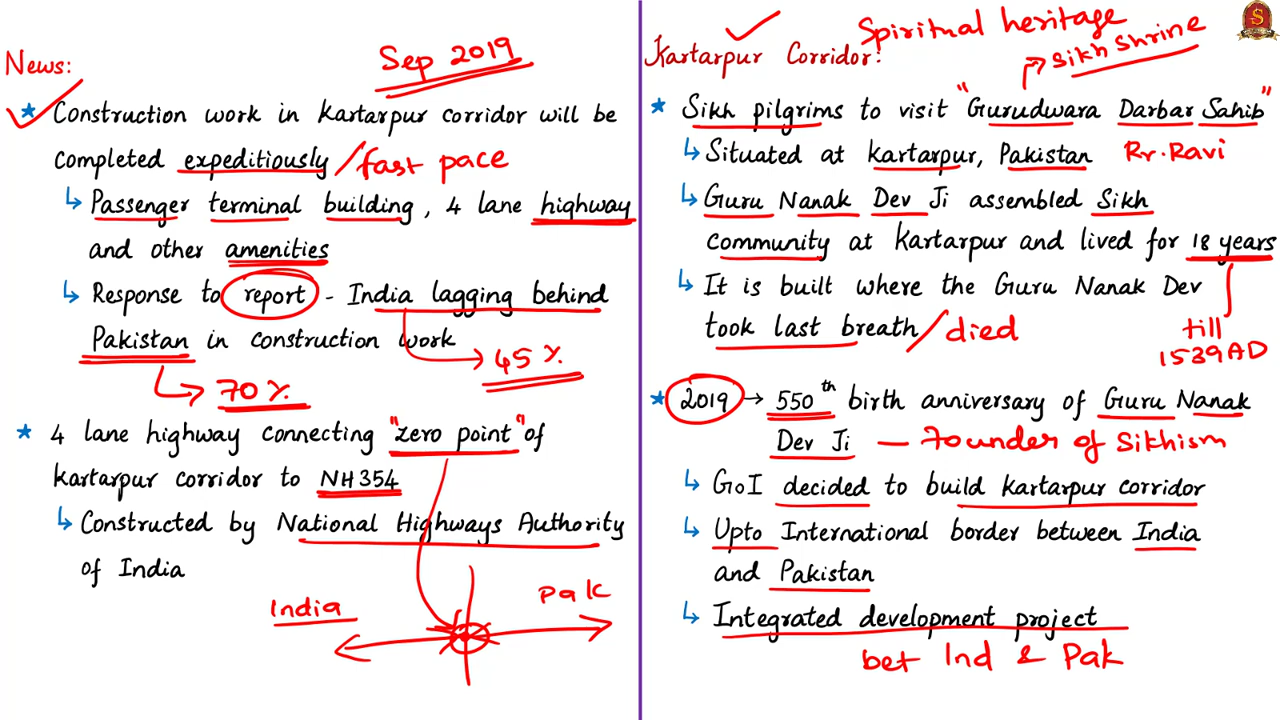 News:
Sep 2019
* Construction work in Kartarpur corridor will be
completed expeditiously / fast pace
↳ Passenger terminal building, 4 lane highway
and other amenities
↳ Response to report - India lagging behind
Pakistan in construction work
45 %
70 %
* 4 lane highway connecting "zero point" of
Kartarpur corridor to NH354
↳ Constructed by National Highways Authority
of India
India
Pak
Kartarpur Corridor:
Spiritual heritage
Sikh Shrine
S
* Sikh pilgrims to visit "Gurudwara Darbar Sahib"
↳ Situated at Kartarpur, Pakistan Rr. Ravi
↳ Guru Nanak Dev Ji assembled Sikh
community at Kartarpur and lived for 18 years
↳ It is built where the Guru Nanak Dev
took last breath / died
till
1539AD
* 2019 → 550th birth anniversary of Guru Nanak
Dev Ji — Founder of Sikhism
↳ GoI decided to build Kartarpur corridor
↳ Upto International border between India
and Pakistan
↳ Integrated development project
bet Ind & Pak